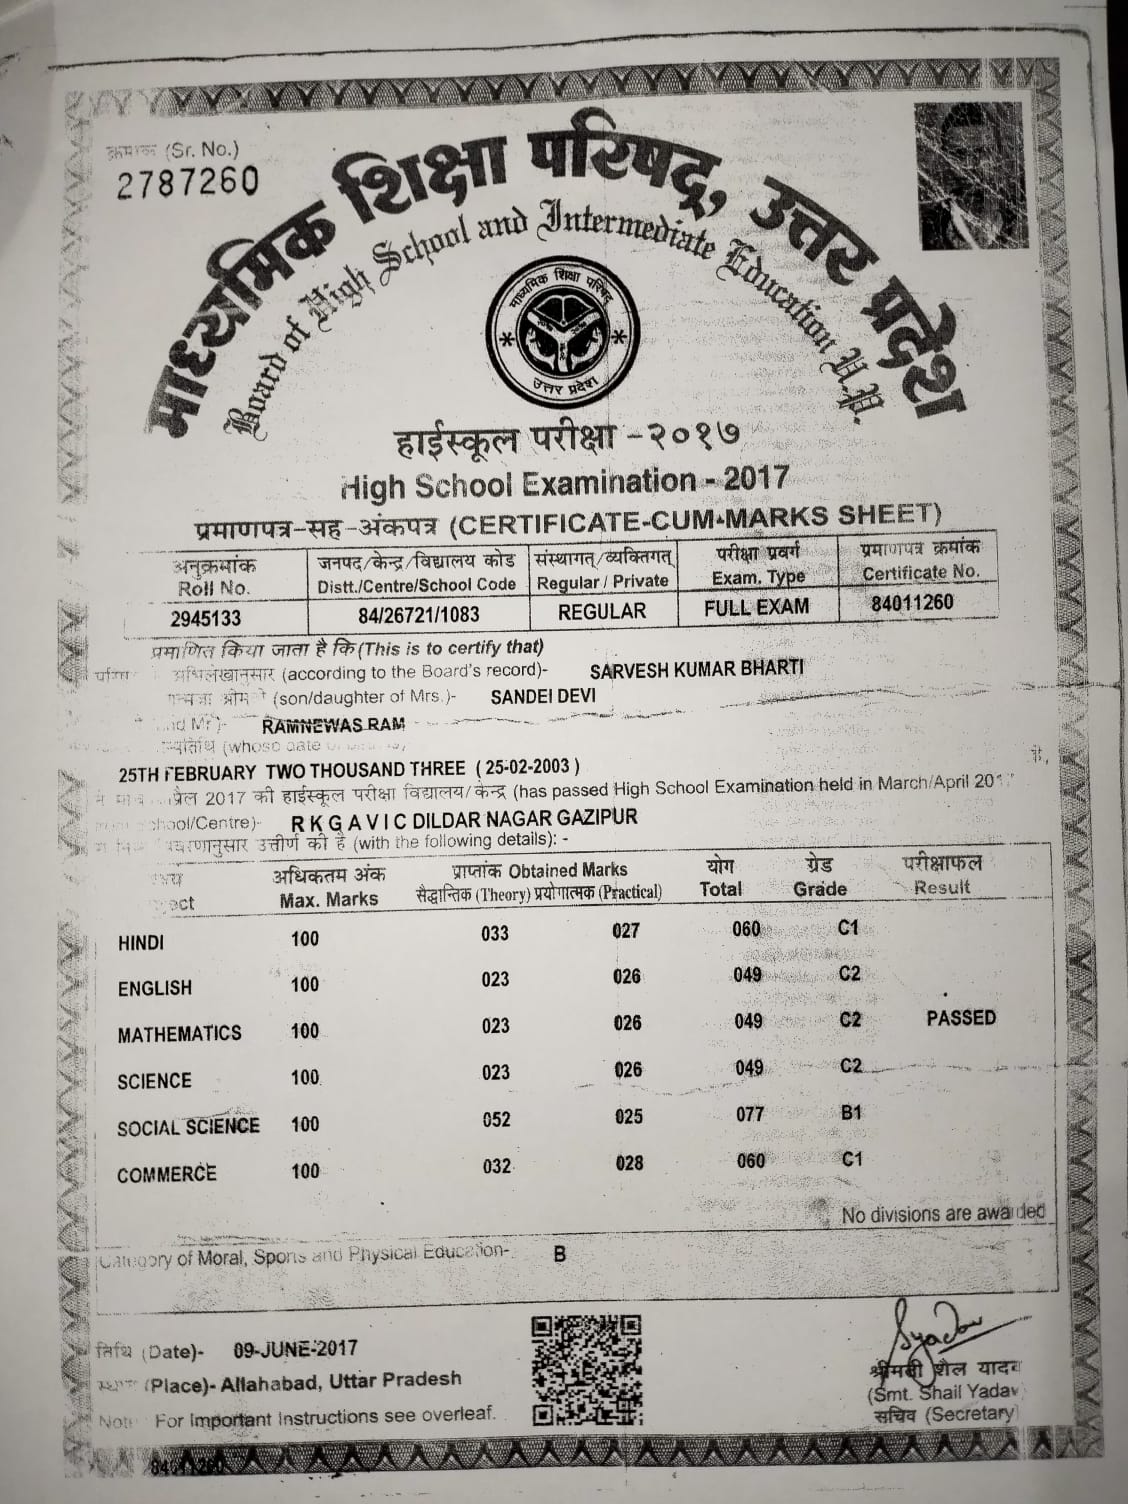 क्रमांक (Sr. No.)
2787260
माध्यमिक शिक्षा परिषद्, उत्तर प्रदेश
Board of High School and Intermediate Education U.P.
माध्यमिक शिक्षा परिषद्
उत्तर प्रदेश
हाईस्कूल परीक्षा -२०१७
High School Examination - 2017
प्रमाणपत्र-सह-अंकपत्र (CERTIFICATE-CUM-MARKS SHEET)
अनुक्रमांक जनपद/केन्द्र/विद्यालय कोड संस्थागत्/व्यक्तिगत् परीक्षा प्रवर्ग प्रमाणपत्र क्रमांक
Roll No. Distt./Centre/School Code Regular / Private Exam. Type Certificate No.
2945133 84/26721/1083 REGULAR FULL EXAM 84011260
प्रमाणित किया जाता है कि (This is to certify that)
अभिलेखानुसार (according to the Board's record)- SARVESH KUMAR BHARTI
(son/daughter of Mrs.)- SANDEI DEVI
RAMNEWAS RAM
(whose date
25TH FEBRUARY TWO THOUSAND THREE ( 25-02-2003 )
2017 की हाईस्कूल परीक्षा विद्यालय/केन्द्र (has passed High School Examination held in March/April
R K G A V I C DILDAR NAGAR GAZIPUR
उत्तीर्ण की है (with the following details): -
अधिकतम अंक प्राप्तांक Obtained Marks योग ग्रेड परीक्षाफल
Max. Marks सैद्धान्तिक (Theory) प्रयोगात्मक (Practical) Total Grade Result
HINDI 100 033 027 060 C1
ENGLISH 100 023 026 049 C2
MATHEMATICS 100 023 026 049 C2 PASSED
SCIENCE 100 023 026 049 C2
SOCIAL SCIENCE 100 052 025 077 B1
COMMERCE 100 032 028 060 C1
No divisions are awarded
Category of Moral, Sports and Physical Education- B
तिथि (Date)- 09-JUNE-2017
(Place)- Allahabad, Uttar Pradesh
Note For Important Instructions see overleaf.
श्रीमती शैल यादव
(Smt. Shail Yadav
सचिव (Secretary)
84011260